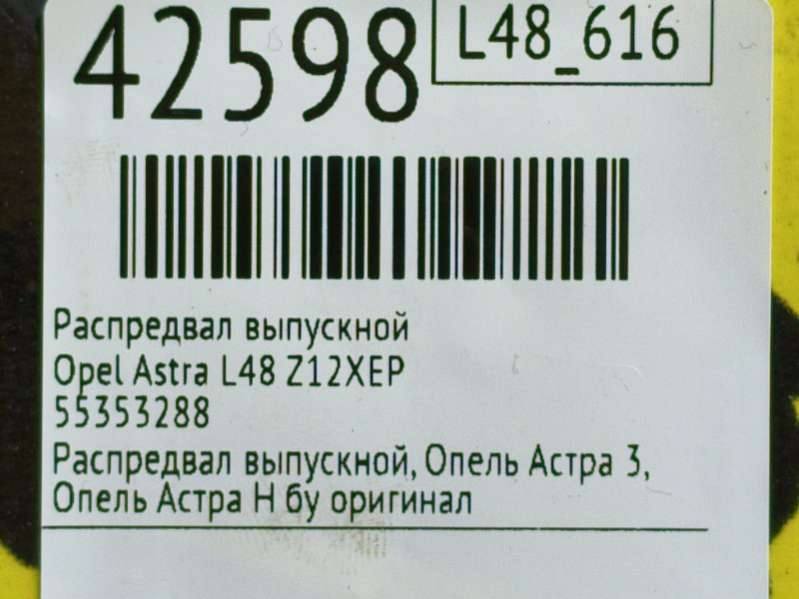 42598
L48_616
Распредвал выпускной
Opel Astra L48 Z12XEP
55353288
Распредвал выпускной, Опель Астра 3,
Опель Астра Н бу оригинал